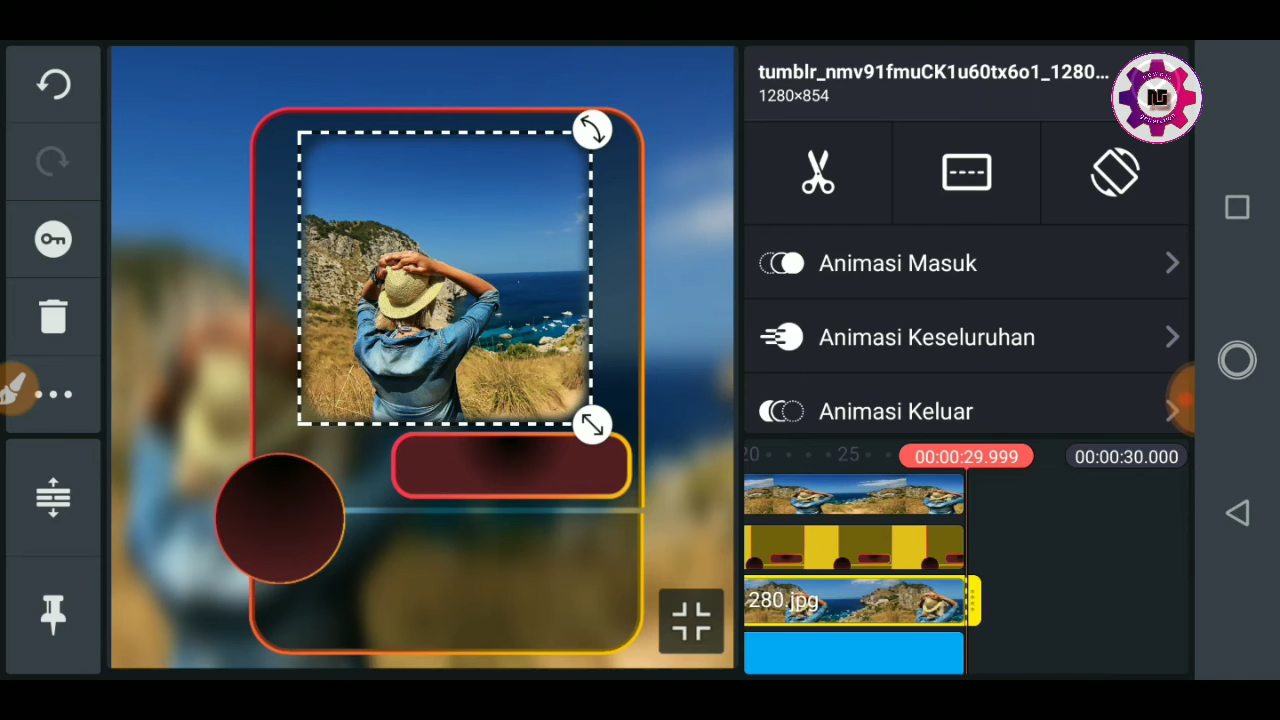 tumblr_nmv91fmuCK1u60tx6o1_1280...
1280×854
Animasi Masuk
Animasi Keseluruhan
Animasi Keluar
20
25
00:00:29.999
00:00:30.000
280.jpg